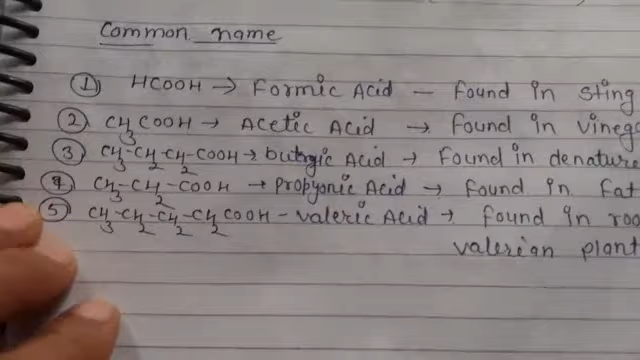 Common name
① HCOOH → Formic Acid — Found in sting
② CH3COOH → Acetic Acid → found in vineg
③ CH3-CH2-CH2-COOH → butyric Acid → Found in denature
④ CH3-CH2-COOH → Propyonic Acid → found in Fat
⑤ CH3-CH2-CH2-CH2COOH - valeric Acid → found in roo
valerian plant